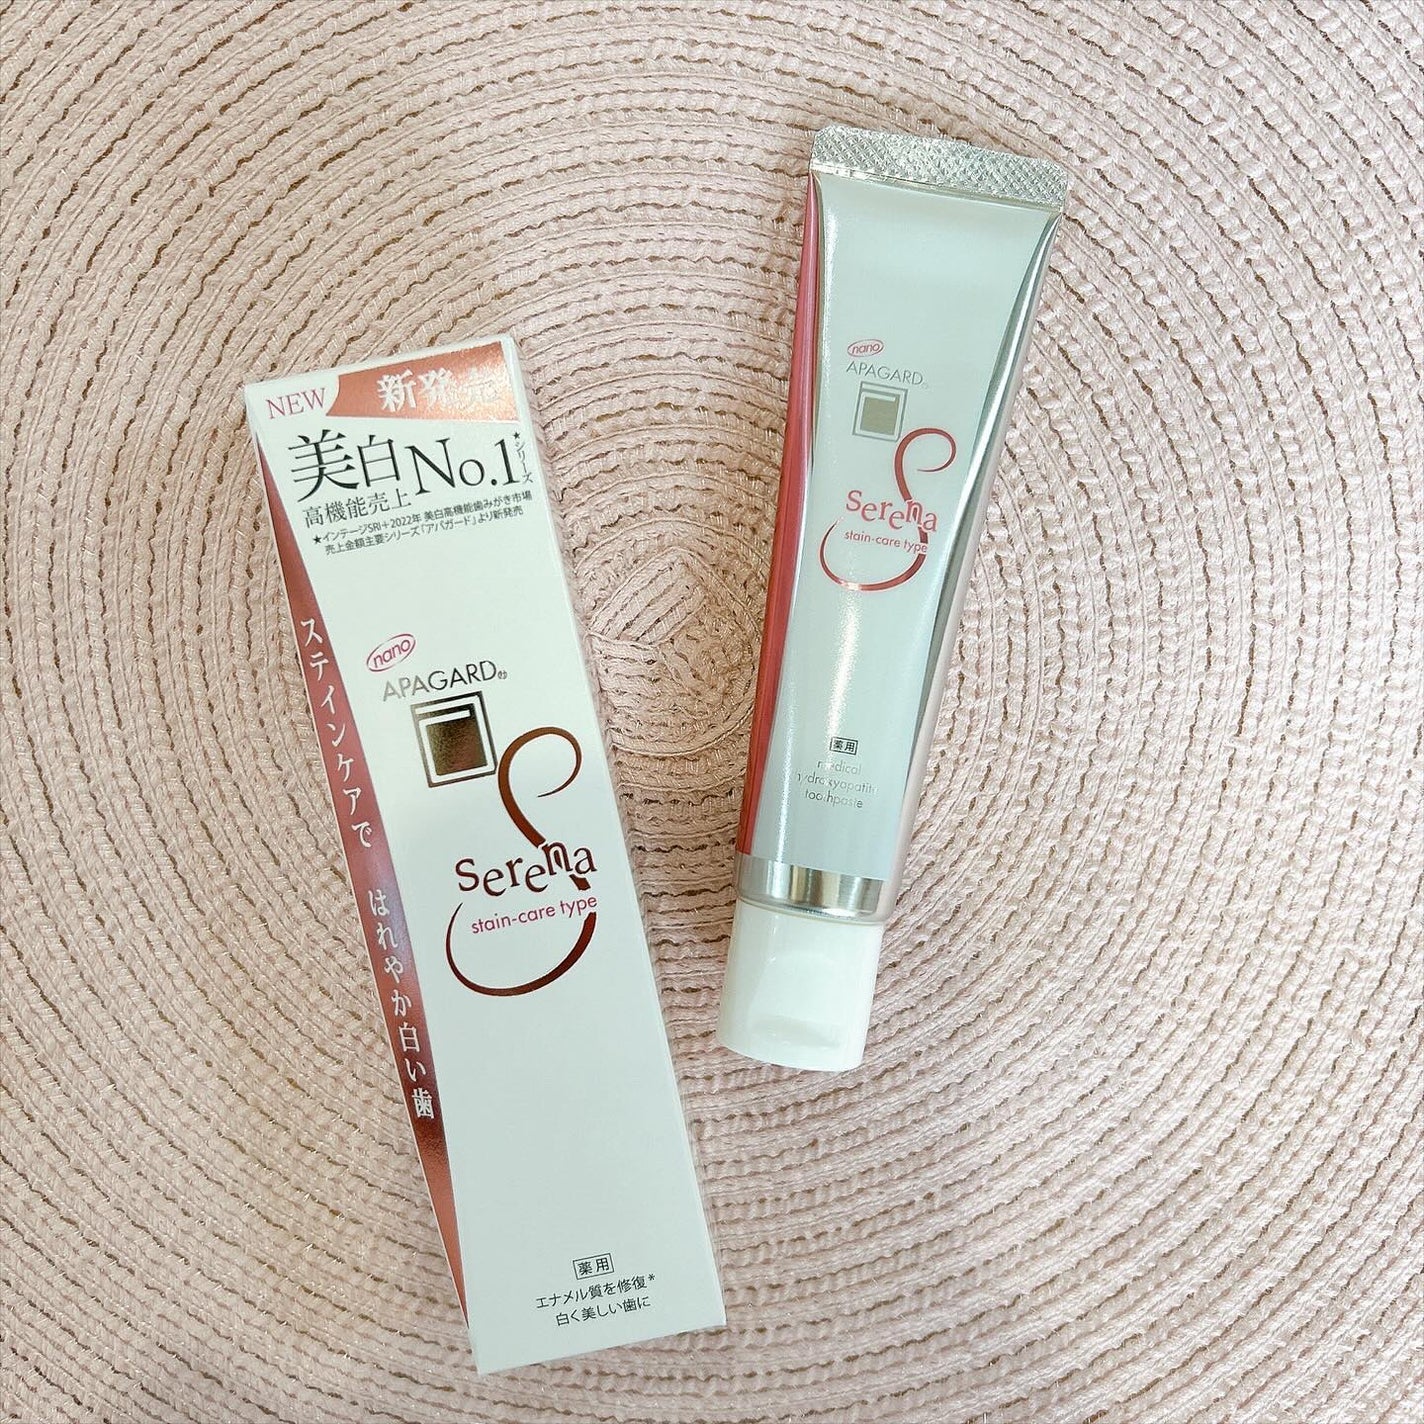 NEW 新発売
美白No.1
★シリーズ
高機能売上
★インテージSRI+2022年 美白高機能歯みがき市場
売上金額主要シリーズ「アパガード」より新発売
ステインケアで はれやか白い歯
nano
APAGARD®
Serena
stain-care type
薬用
エナメル質を修復*
白く美しい歯に
nano
APAGARD®
Serena
stain-care type
薬用
medical
hydroxyapatite
toothpaste